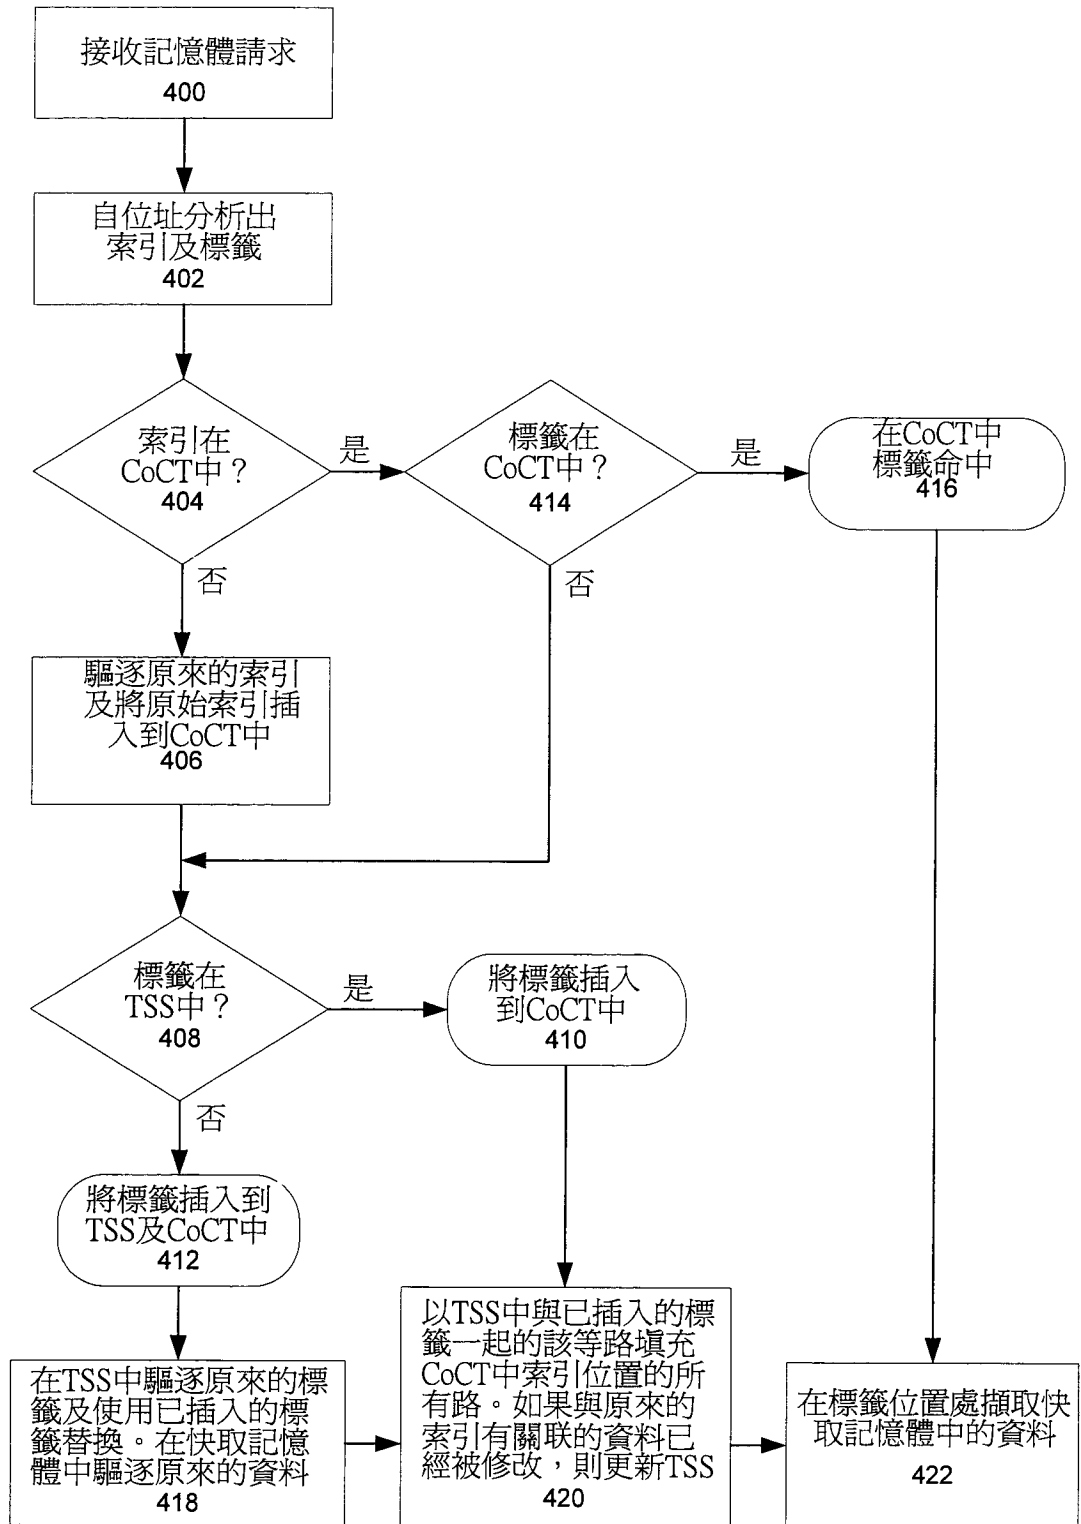 接收記憶體請求
400
自位址分析出
索引及標籤
402
索引在
CoCT中？
404
是
標籤在
CoCT中？
414
是
在CoCT中
標籤命中
416
否
否
驅逐原來的索引
及將原始索引插
入到CoCT中
406
標籤在
TSS中？
408
是
將標籤插入
到CoCT中
410
否
將標籤插入到
TSS及CoCT中
412
在TSS中驅逐原來的標
籤及使用已插入的標
籤替換。在快取記憶
體中驅逐原來的資料
418
以TSS中與已插入的標
籤一起的該等路填充
CoCT中索引位置的所
有路。如果與原來的
索引有關联的資料已
經被修改，則更新TSS
420
在標籤位置處擷取快
取記憶體中的資料
422